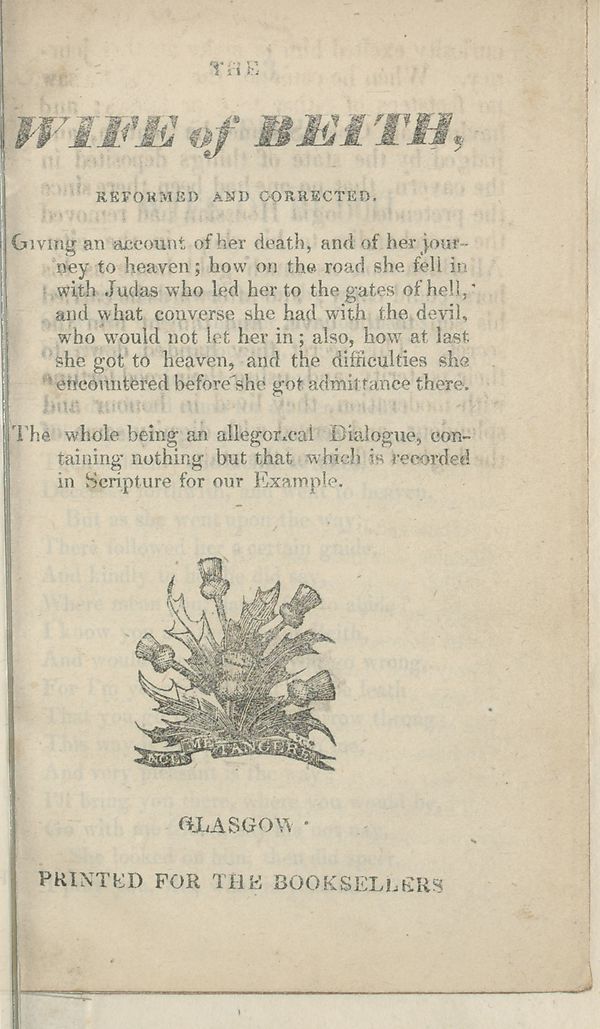 THE
WIFE of BEITH,
REFORMED AND CORRECTED.
Giving an account of her death, and of her jour-
ney to heaven; how on the road she fell in
with Judas who led her to the gates of hell,
and what converse she had with the devil,
who would not let her in; also, how at last
she got to heaven, and the difficulties she
encountered before she got admittance there.
The whole being an allegorical Dialogue, con-
taining nothing but that which is recorded
in Scripture for our Example.
NOLI ME TANGERE
GLASGOW
PRINTED FOR THE BOOKSELLERS